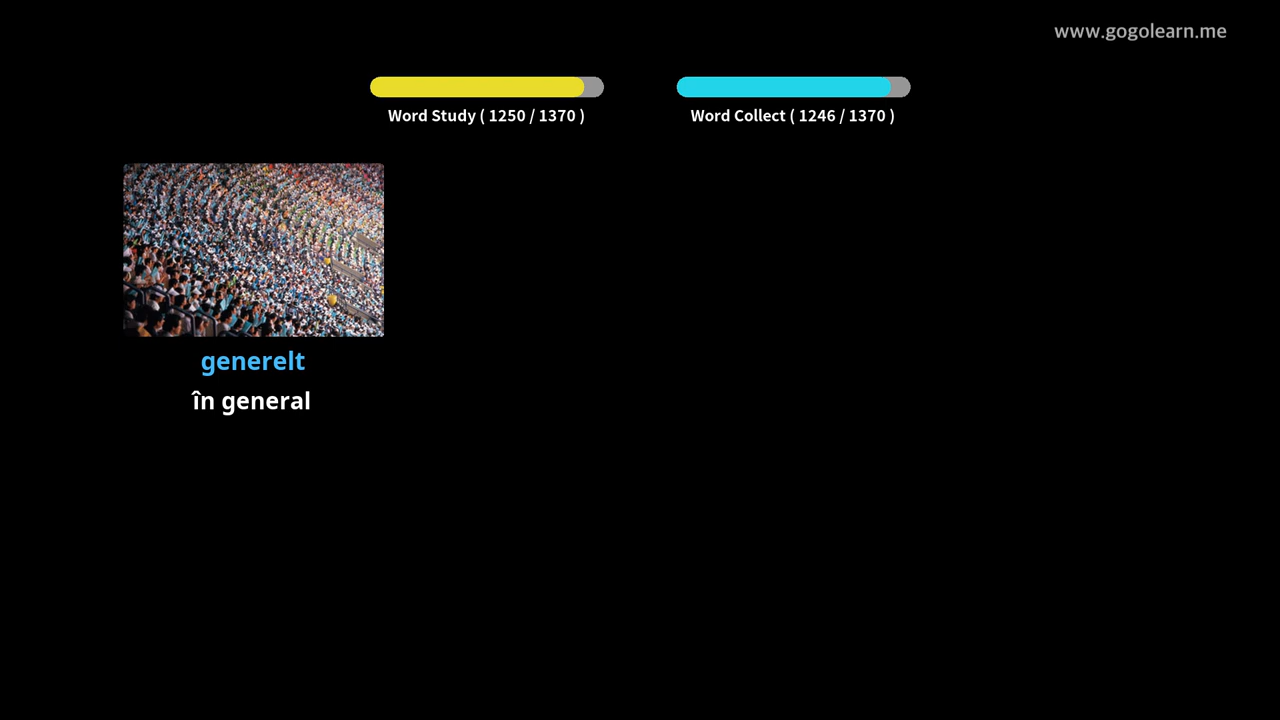 www.gogolearn.me
Word Study ( 1250 / 1370 )
Word Collect ( 1246 / 1370 )
generelt
în general